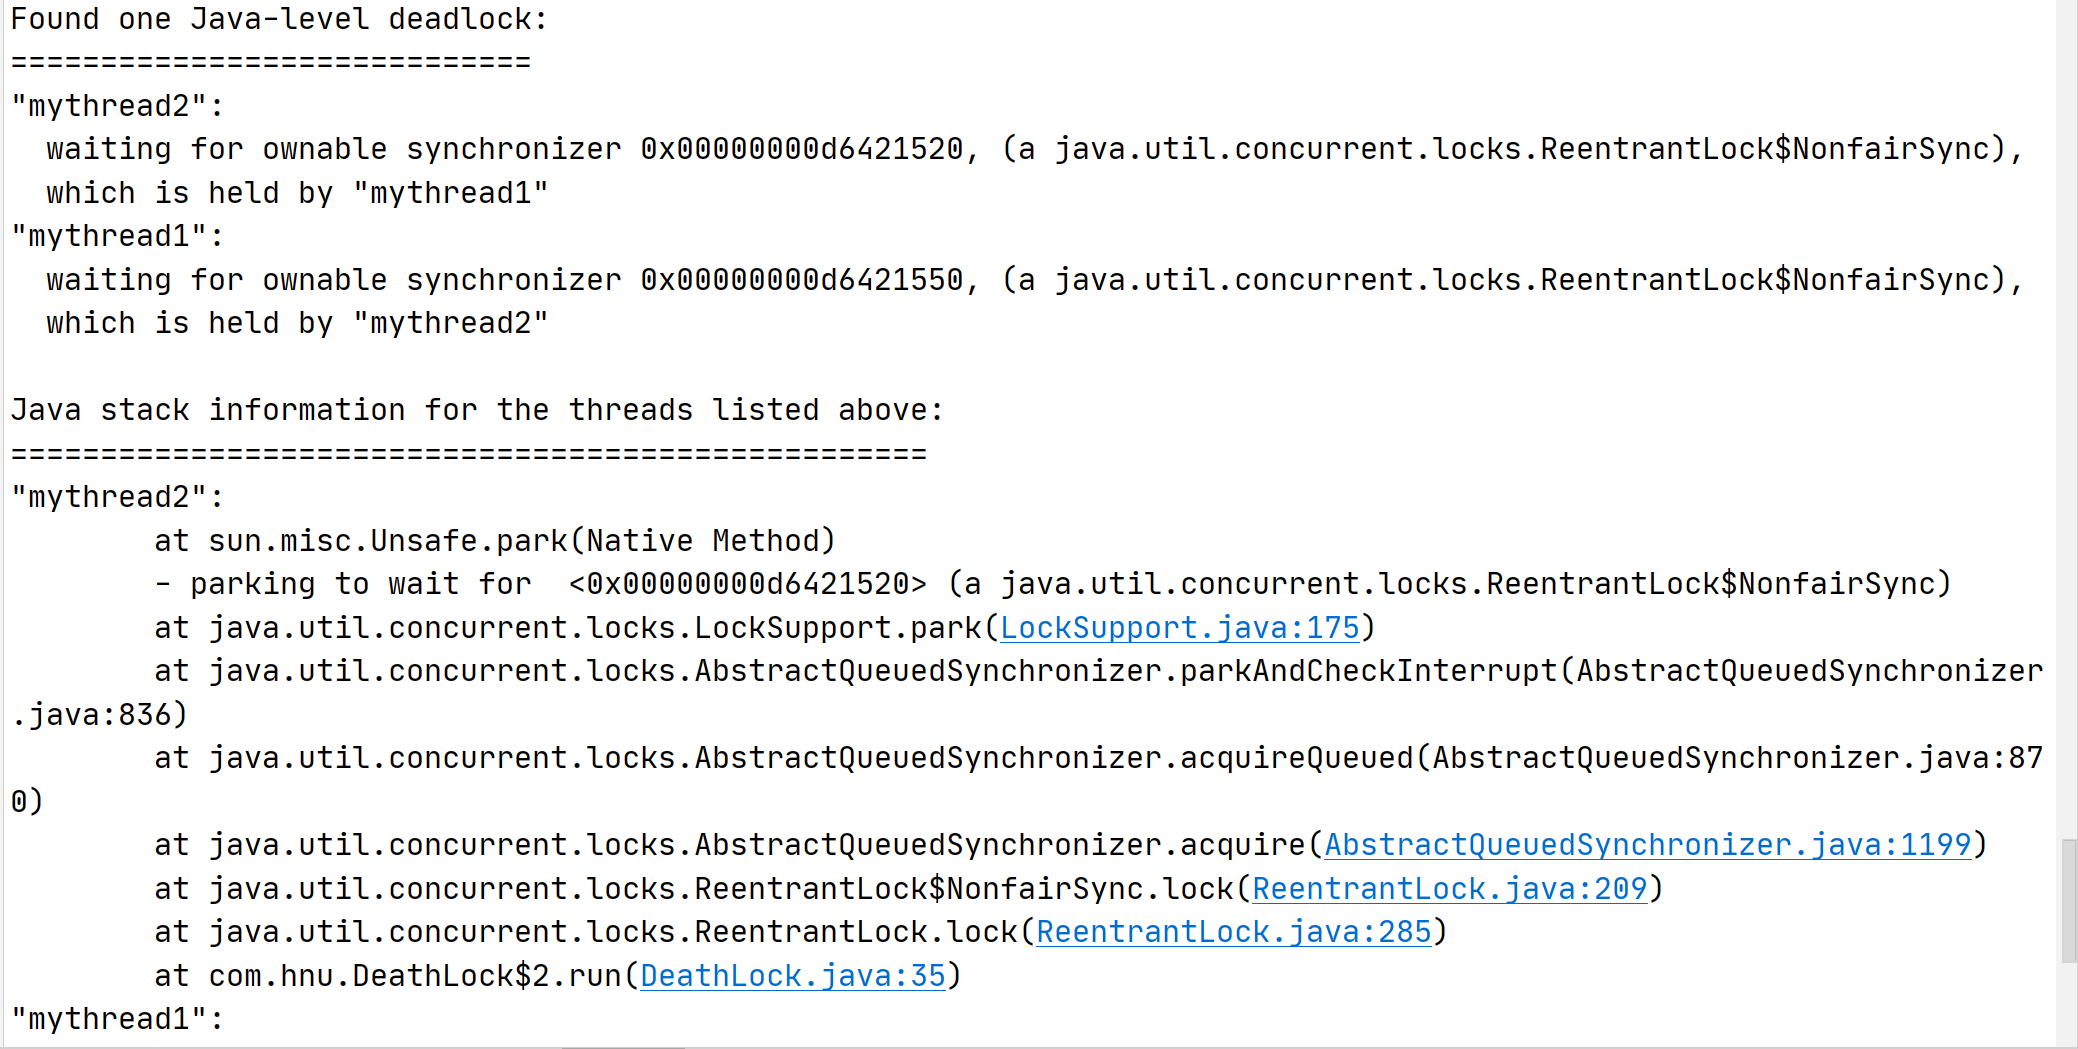 Found one Java-level deadlock:
=============================
"mythread2":
  waiting for ownable synchronizer 0x00000000d6421520, (a java.util.concurrent.locks.ReentrantLock$NonfairSync),
  which is held by "mythread1"
"mythread1":
  waiting for ownable synchronizer 0x00000000d6421550, (a java.util.concurrent.locks.ReentrantLock$NonfairSync),
  which is held by "mythread2"

Java stack information for the threads listed above:
===================================================
"mythread2":
        at sun.misc.Unsafe.park(Native Method)
        - parking to wait for  <0x00000000d6421520> (a java.util.concurrent.locks.ReentrantLock$NonfairSync)
        at java.util.concurrent.locks.LockSupport.park(LockSupport.java:175)
        at java.util.concurrent.locks.AbstractQueuedSynchronizer.parkAndCheckInterrupt(AbstractQueuedSynchronizer
.java:836)
        at java.util.concurrent.locks.AbstractQueuedSynchronizer.acquireQueued(AbstractQueuedSynchronizer.java:87
0)
        at java.util.concurrent.locks.AbstractQueuedSynchronizer.acquire(AbstractQueuedSynchronizer.java:1199)
        at java.util.concurrent.locks.ReentrantLock$NonfairSync.lock(ReentrantLock.java:209)
        at java.util.concurrent.locks.ReentrantLock.lock(ReentrantLock.java:285)
        at com.hnu.DeathLock$2.run(DeathLock.java:35)
"mythread1":